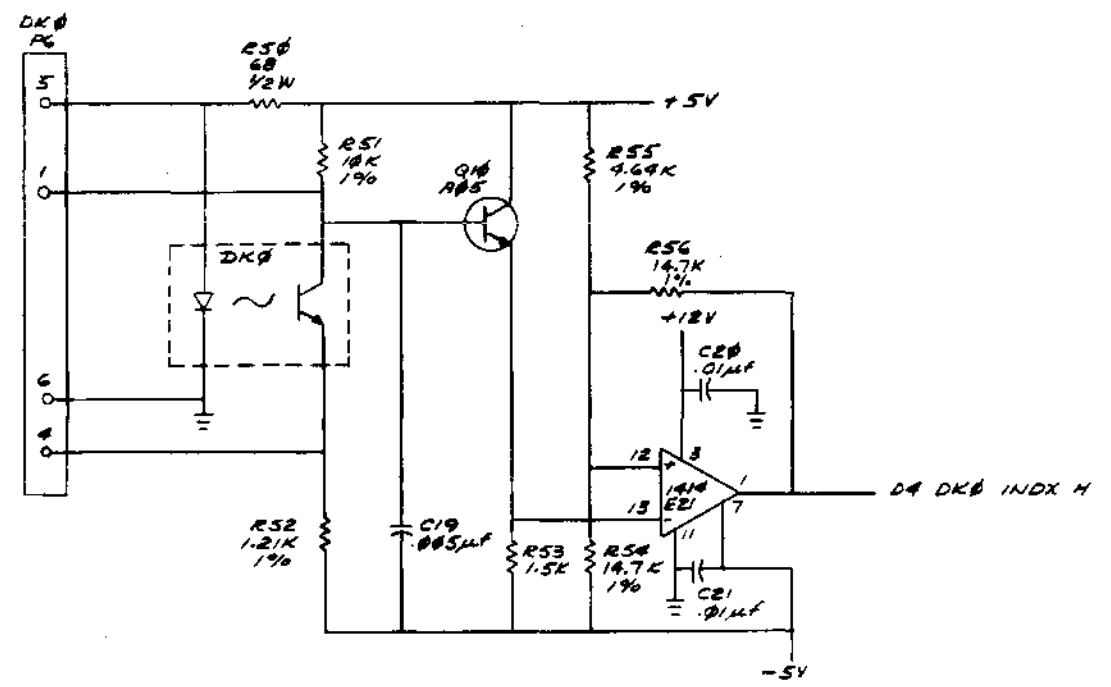 DKØ
P6
5
1
6
4
R5Ø
68
1/2W
+5V
R51
1ØK
1%
Q1Ø
AØ5
R55
4.64K
1%
DKØ
R56
14.7K
1%
+12V
C2Ø
.01µf
12
+
3
1414
E21
1
7
13
-
11
D4 DKØ INDX H
R52
1.21K
1%
C19
.ØØ5µf
R53
1.5K
R54
14.7K
1%
C21
.Ø1µf
-5V